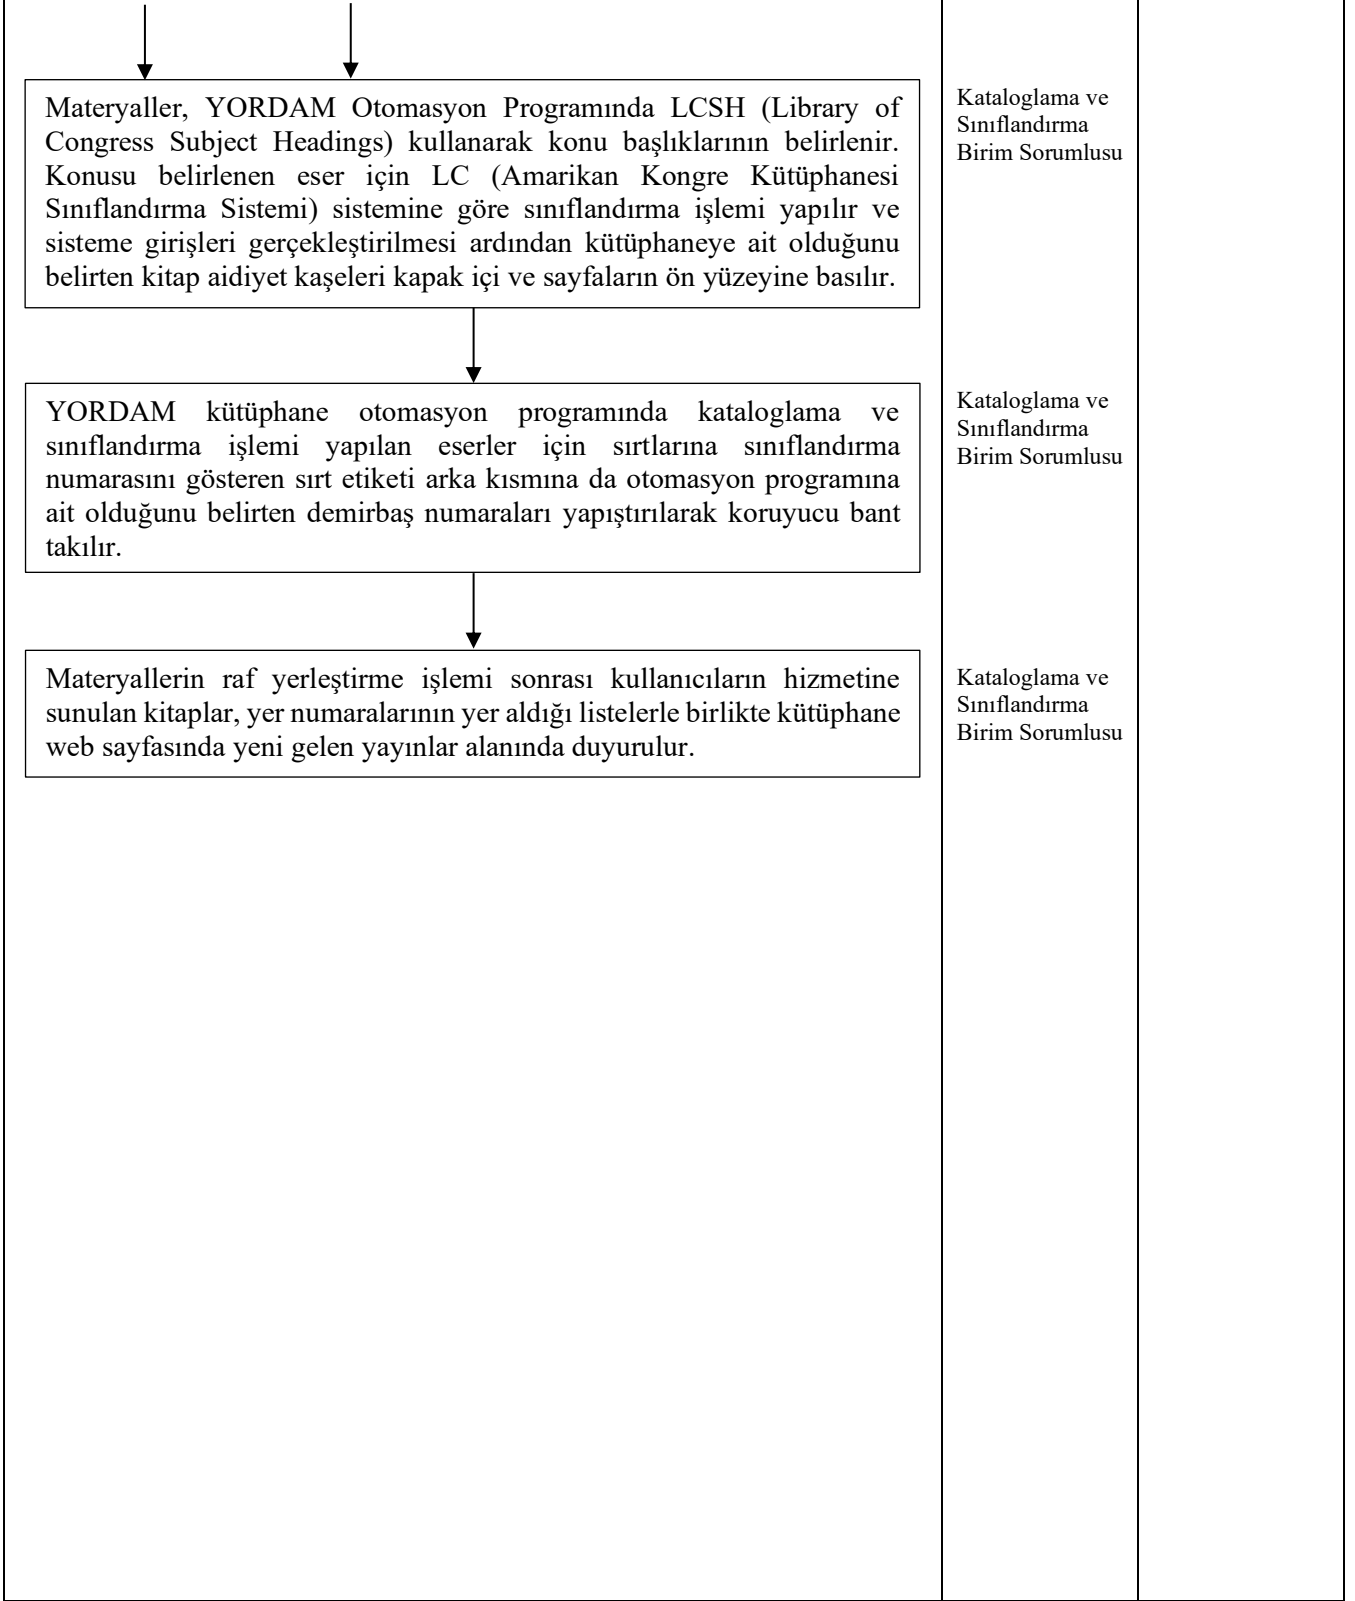 Materyaller, YORDAM Otomasyon Programında LCSH (Library of
Congress Subject Headings) kullanarak konu başlıklarının belirlenir.
Konusu belirlenen eser için LC (Amarikan Kongre Kütüphanesi
Sınıflandırma Sistemi) sistemine göre sınıflandırma işlemi yapılır ve
sisteme girişleri gerçekleştirilmesi ardından kütüphaneye ait olduğunu
belirten kitap aidiyet kaşeleri kapak içi ve sayfaların ön yüzeyine basılır.
Kataloglama ve
Sınıflandırma
Birim Sorumlusu
YORDAM kütüphane otomasyon programında kataloglama ve
sınıflandırma işlemi yapılan eserler için sırtlarına sınıflandırma
numarasını gösteren sırt etiketi arka kısmına da otomasyon programına
ait olduğunu belirten demirbaş numaraları yapıştırılarak koruyucu bant
takılır.
Kataloglama ve
Sınıflandırma
Birim Sorumlusu
Materyallerin raf yerleştirme işlemi sonrası kullanıcıların hizmetine
sunulan kitaplar, yer numaralarının yer aldığı listelerle birlikte kütüphane
web sayfasında yeni gelen yayınlar alanında duyurulur.
Kataloglama ve
Sınıflandırma
Birim Sorumlusu